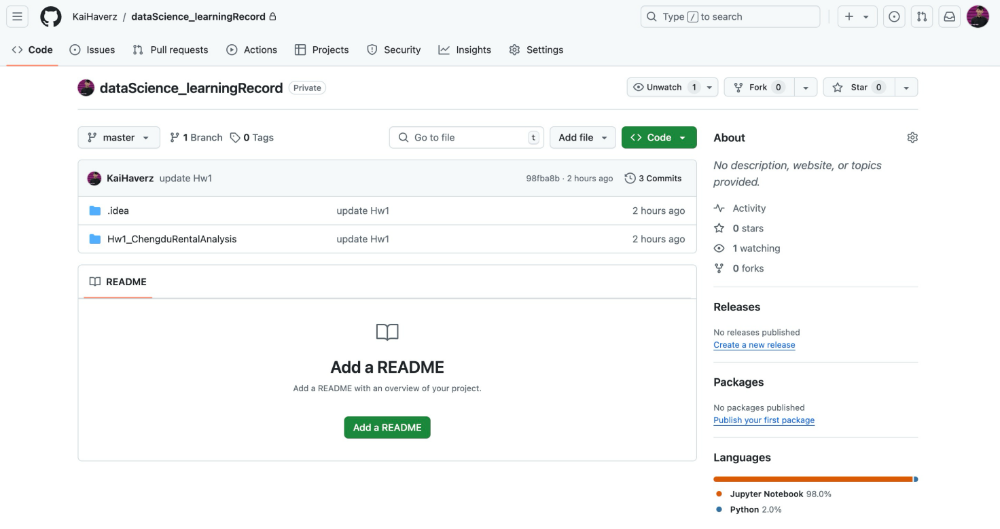 KaiHaverz / dataScience_learningRecord
Type / to search
Code Issues Pull requests Actions Projects Security Insights Settings
dataScience_learningRecord Private
Unwatch 1 Fork 0 Star 0
master 1 Branch 0 Tags
Go to file t Add file Code
KaiHaverz update Hw1 98fba8b · 2 hours ago 3 Commits
.idea update Hw1 2 hours ago
Hw1_ChengduRentalAnalysis update Hw1 2 hours ago
README
Add a README
Add a README with an overview of your project.
Add a README
About
No description, website, or topics
provided.
Activity
0 stars
1 watching
0 forks
Releases
No releases published
Create a new release
Packages
No packages published
Publish your first package
Languages
Jupyter Notebook 98.0%
Python 2.0%